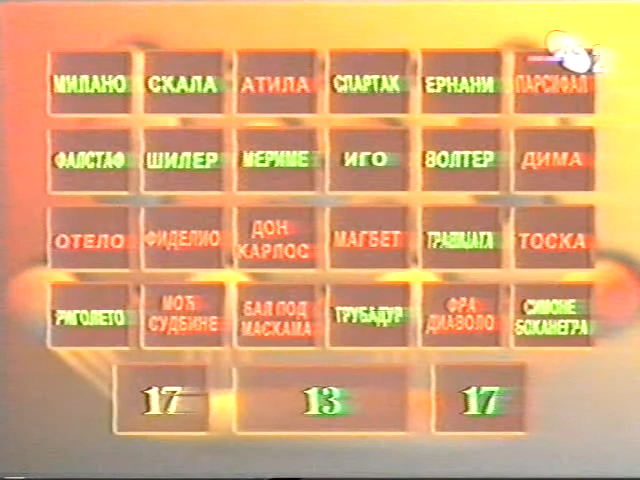 МИЛАНО СКАЛА АТИЛА СПАРТАК ЕРНАНИ ПАРСИФАЛ
ФАЛСТАФ ШИЛЕР МЕРИМЕ ИГО ВОЛТЕР ДИМА
ОТЕЛО ФИДЕЛИО ДОН КАРЛОС МАГБЕТ ТРАВИЈАТА ТОСКА
РИГОЛЕТО МОЋ СУДБИНЕ БАЛ ПОД МАСКАМА ТРУБАДУР ФРА ДИАВОЛО СИМОНЕ БОКАНЕГРА
17 13 17